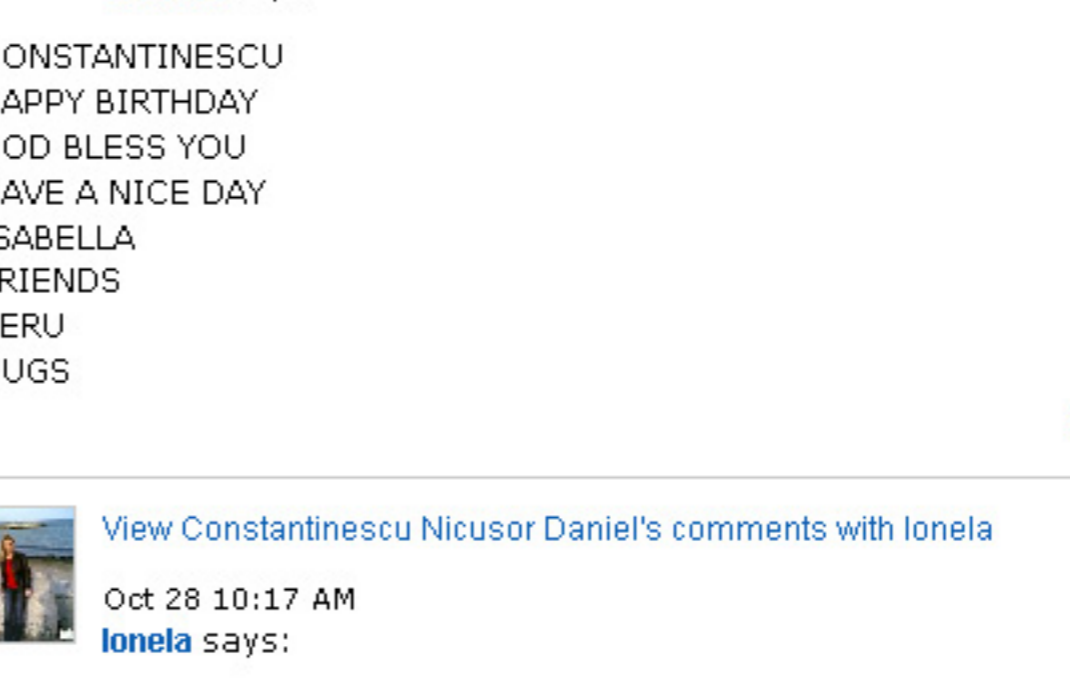 ONSTANTINESCU
APPY BIRTHDAY
OD BLESS YOU
AVE A NICE DAY
SABELLA
RIENDS
ERU
UGS
View Constantinescu Nicusor Daniel's comments with Ionela
Oct 28 10:17 AM
Ionela says: